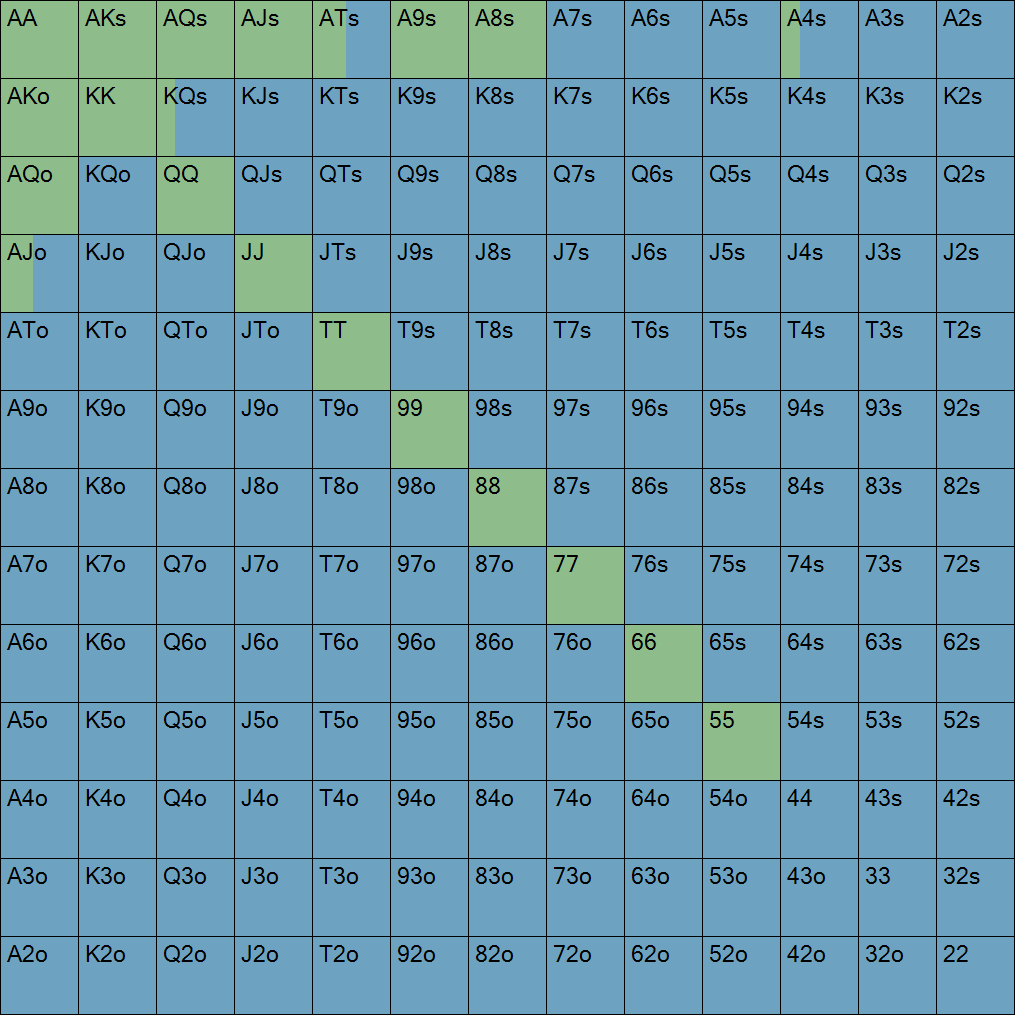 AA AKs AQs AJs ATs A9s A8s A7s A6s A5s A4s A3s A2s
AKo KK KQs KJs KTs K9s K8s K7s K6s K5s K4s K3s K2s
AQo KQo QQ QJs QTs Q9s Q8s Q7s Q6s Q5s Q4s Q3s Q2s
AJo KJo QJo JJ JTs J9s J8s J7s J6s J5s J4s J3s J2s
ATo KTo QTo JTo TT T9s T8s T7s T6s T5s T4s T3s T2s
A9o K9o Q9o J9o T9o 99 98s 97s 96s 95s 94s 93s 92s
A8o K8o Q8o J8o T8o 98o 88 87s 86s 85s 84s 83s 82s
A7o K7o Q7o J7o T7o 97o 87o 77 76s 75s 74s 73s 72s
A6o K6o Q6o J6o T6o 96o 86o 76o 66 65s 64s 63s 62s
A5o K5o Q5o J5o T5o 95o 85o 75o 65o 55 54s 53s 52s
A4o K4o Q4o J4o T4o 94o 84o 74o 64o 54o 44 43s 42s
A3o K3o Q3o J3o T3o 93o 83o 73o 63o 53o 43o 33 32s
A2o K2o Q2o J2o T2o 92o 82o 72o 62o 52o 42o 32o 22